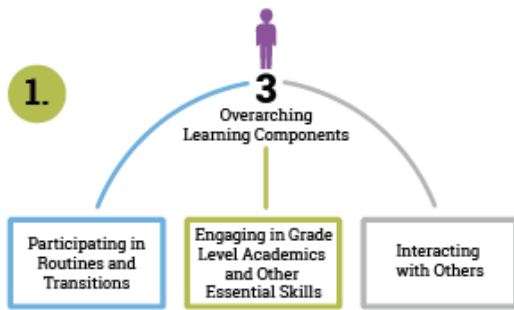 1.
3
Overarching
Learning Components
Participating in
Routines and
Transitions
Engaging in Grade
Level Academics
and Other
Essential Skills
Interacting
with Others